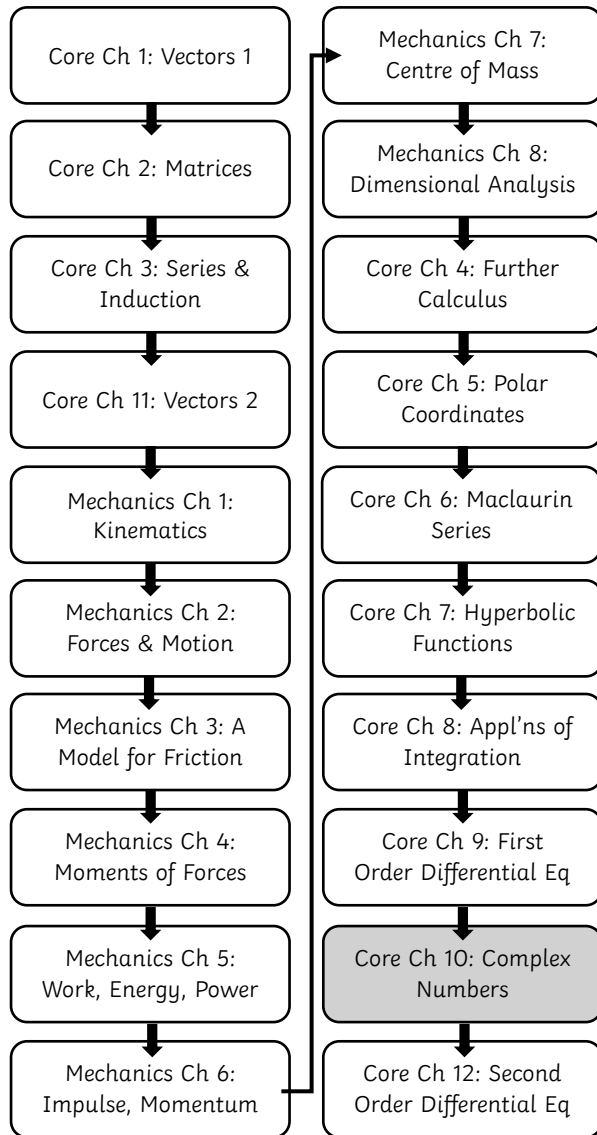 Core Ch 1: Vectors 1
Core Ch 2: Matrices
Core Ch 3: Series &
Induction
Core Ch 11: Vectors 2
Mechanics Ch 1:
Kinematics
Mechanics Ch 2:
Forces & Motion
Mechanics Ch 3: A
Model for Friction
Mechanics Ch 4:
Moments of Forces
Mechanics Ch 5:
Work, Energy, Power
Mechanics Ch 6:
Impulse, Momentum
Mechanics Ch 7:
Centre of Mass
Mechanics Ch 8:
Dimensional Analysis
Core Ch 4: Further
Calculus
Core Ch 5: Polar
Coordinates
Core Ch 6: Maclaurin
Series
Core Ch 7: Hyperbolic
Functions
Core Ch 8: Appl'ns of
Integration
Core Ch 9: First
Order Differential Eq
Core Ch 10: Complex
Numbers
Core Ch 12: Second
Order Differential Eq